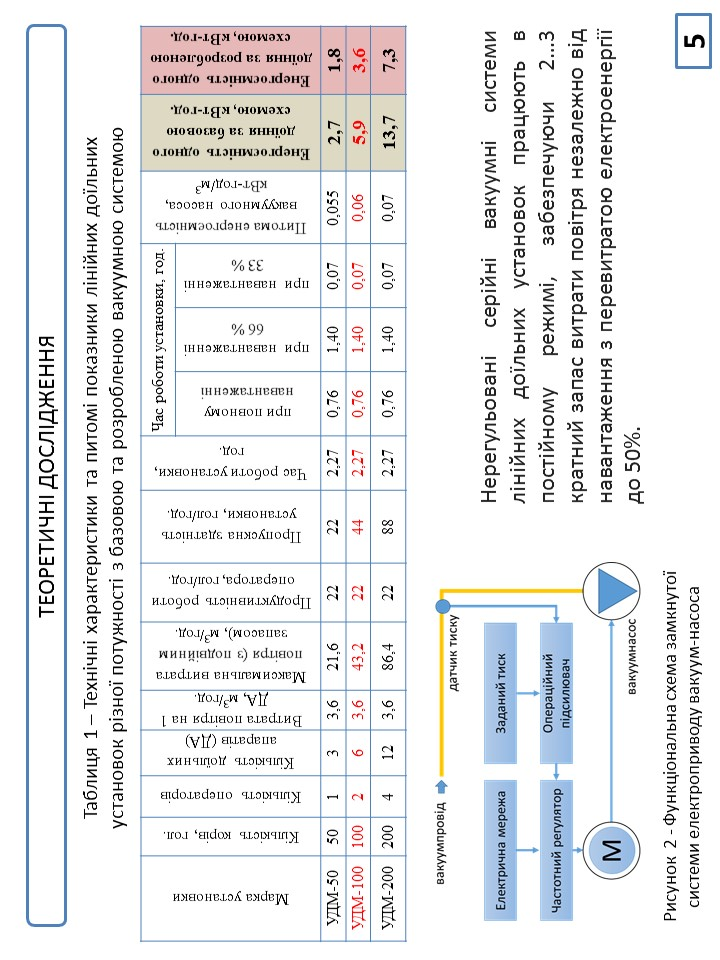 ТЕОРЕТИЧНІ ДОСЛІДЖЕННЯ
Таблиця 1 – Технічні характеристики та питомі показники лінійних доїльних
установок різної потужності з базовою та розробленою вакуумною системою
Марка установки
Кількість корів, гол.
Кількість операторів
Кількість доїльних
апаратів (ДА)
Витрата повітря на 1
ДА, м³/год.
Максимальна витрата
повітря (з подвійним
запасом), м³/год.
Продуктивність роботи
оператора, гол/год.
Пропускна здатність
установки, гол/год.
Час роботи установки,
год.
Час роботи установки, год.
при повному
навантаженні
при навантаженні
66 %
при навантаженні
33 %
Питома енергоємність
вакуумного насоса,
кВт-год/м³
Енергоємність одного
доїння за базовою
схемою, кВт-год.
Енергоємність одного
доїння за розробленою
схемою, кВт-год.
УДМ-50 50 1 3 3,6 21,6 22 22 2,27 0,76 1,40 0,07 0,055 2,7 1,8
УДМ-100 100 2 6 3,6 43,2 22 44 2,27 0,76 1,40 0,07 0,06 5,9 3,6
УДМ-200 200 4 12 3,6 86,4 22 88 2,27 0,76 1,40 0,07 0,07 13,7 7,3
вакуумпровід
датчик тиску
Електрична мережа
Заданий тиск
Частотний регулятор
Операційний
підсилювач
М
вакуумнасос
Рисунок 2 - Функціональна схема замкнутої
системи електроприводу вакуум-насоса
Нерегульовані серійні вакуумні системи
лінійних доїльних установок працюють в
постійному режимі, забезпечуючи 2…3
кратний запас витрати повітря незалежно від
навантаження з перевитратою електроенергії
до 50%.
5